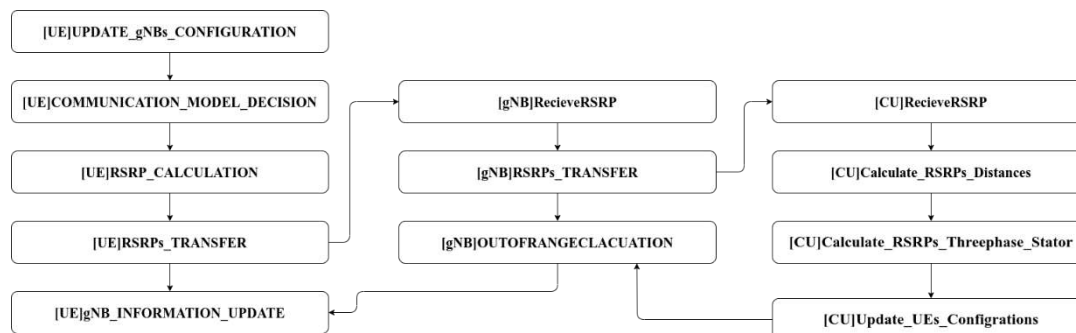 [UE]UPDATE_gNBs_CONFIGURATION
[UE]COMMUNICATION_MODEL_DECISION
[UE]RSRP_CALCULATION
[UE]RSRPs_TRANSFER
[UE]gNB_INFORMATION_UPDATE
[gNB]RecieveRSRP
[gNB]RSRPs_TRANSFER
[gNB]OUTOFRANGECLACUATION
[CU]RecieveRSRP
[CU]Calculate_RSRPs_Distances
[CU]Calculate_RSRPs_Threephase_Stator
[CU]Update_UEs_Configrations